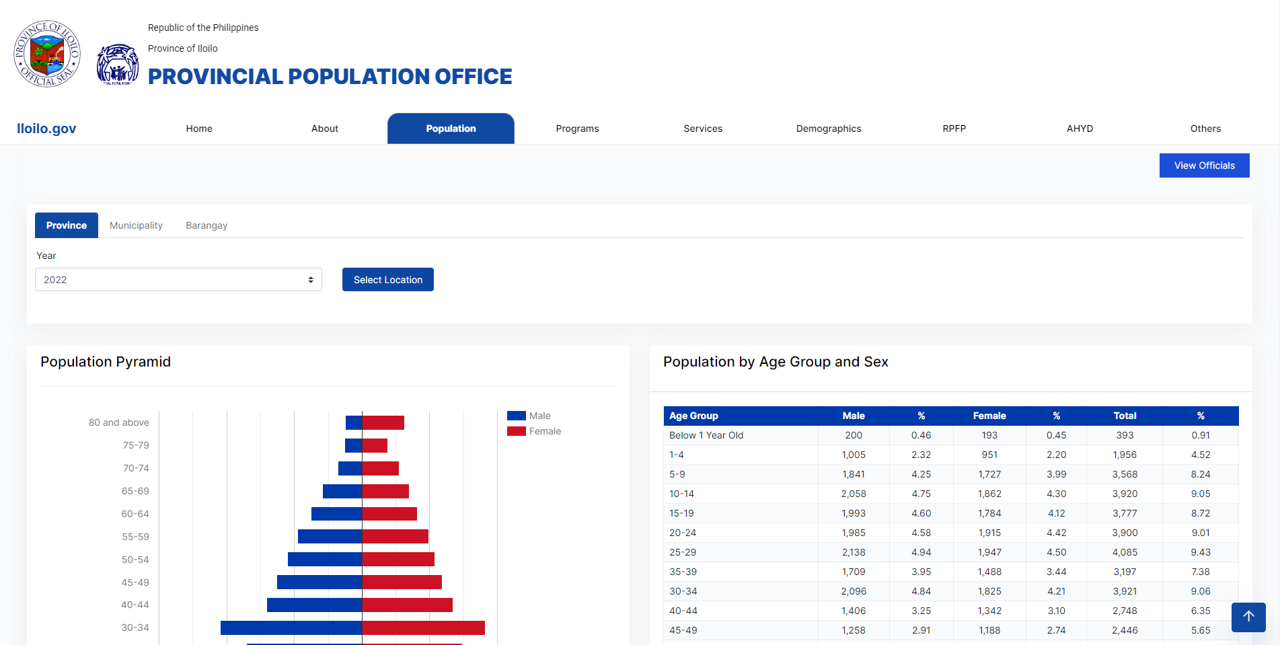 PROVINCE OF ILOILO
OFFICIAL SEAL
Republic of the Philippines
Province of Iloilo
PROVINCIAL POPULATION OFFICE
Iloilo.gov Home About Population Programs Services Demographics RPFP AHYD Others
View Officials
Province Municipality Barangay
Year
2022 Select Location
Population Pyramid
80 and above
75-79
70-74
65-69
60-64
55-59
50-54
45-49
40-44
30-34
Male
Female
Population by Age Group and Sex
Age Group Male % Female % Total %
Below 1 Year Old 200 0.46 193 0.45 393 0.91
1-4 1,005 2.32 951 2.20 1,956 4.52
5-9 1,841 4.25 1,727 3.99 3,568 8.24
10-14 2,058 4.75 1,862 4.30 3,920 9.05
15-19 1,993 4.60 1,784 4.12 3,777 8.72
20-24 1,985 4.58 1,915 4.42 3,900 9.01
25-29 2,138 4.94 1,947 4.50 4,085 9.43
35-39 1,709 3.95 1,488 3.44 3,197 7.38
30-34 2,096 4.84 1,825 4.21 3,921 9.06
40-44 1,406 3.25 1,342 3.10 2,748 6.35
45-49 1,258 2.91 1,188 2.74 2,446 5.65